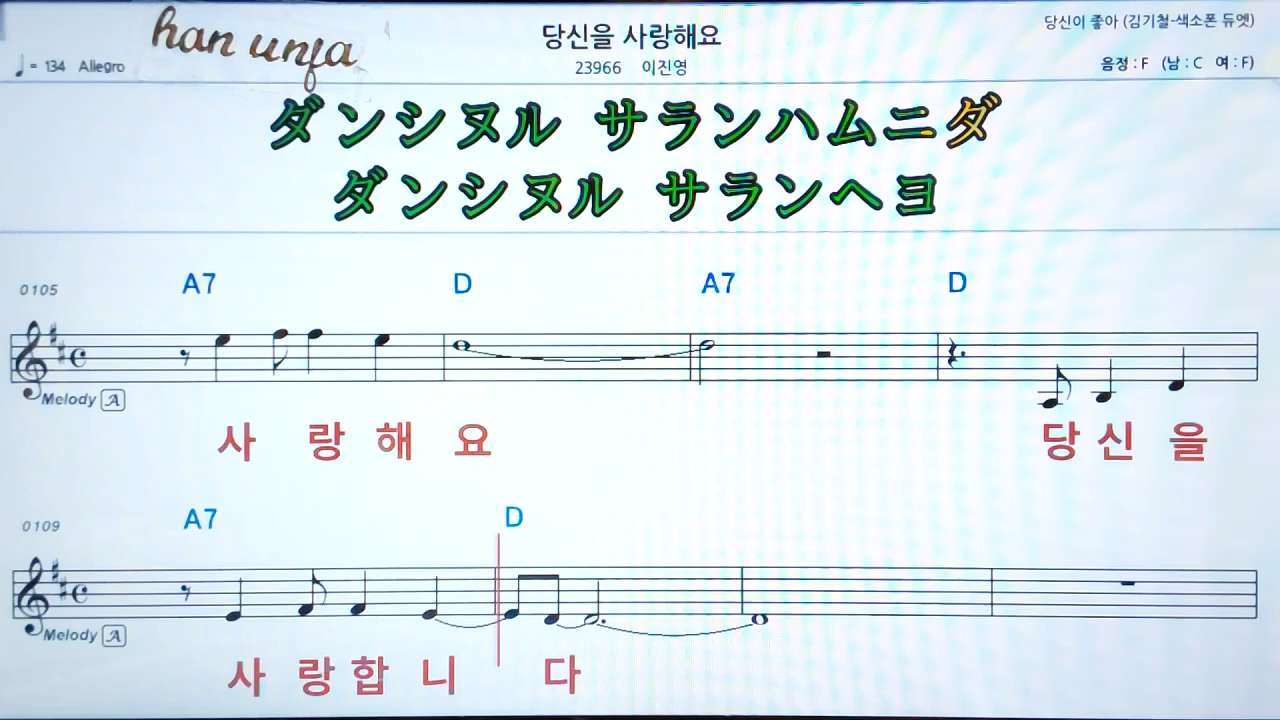 han unja
당신을 사랑해요
당신이 좋아 (김기철-색소폰 듀엣)
♩= 134 Allegro
23966 이진영
음정 : F (남 : C 여 : F)
ダンシヌル サランハムニダ
ダンシヌル サランヘヨ
0105 A7 D A7 D
Melody A
사 랑 해 요 당 신 을
0109 A7 D
Melody A
사 랑 합 니 다